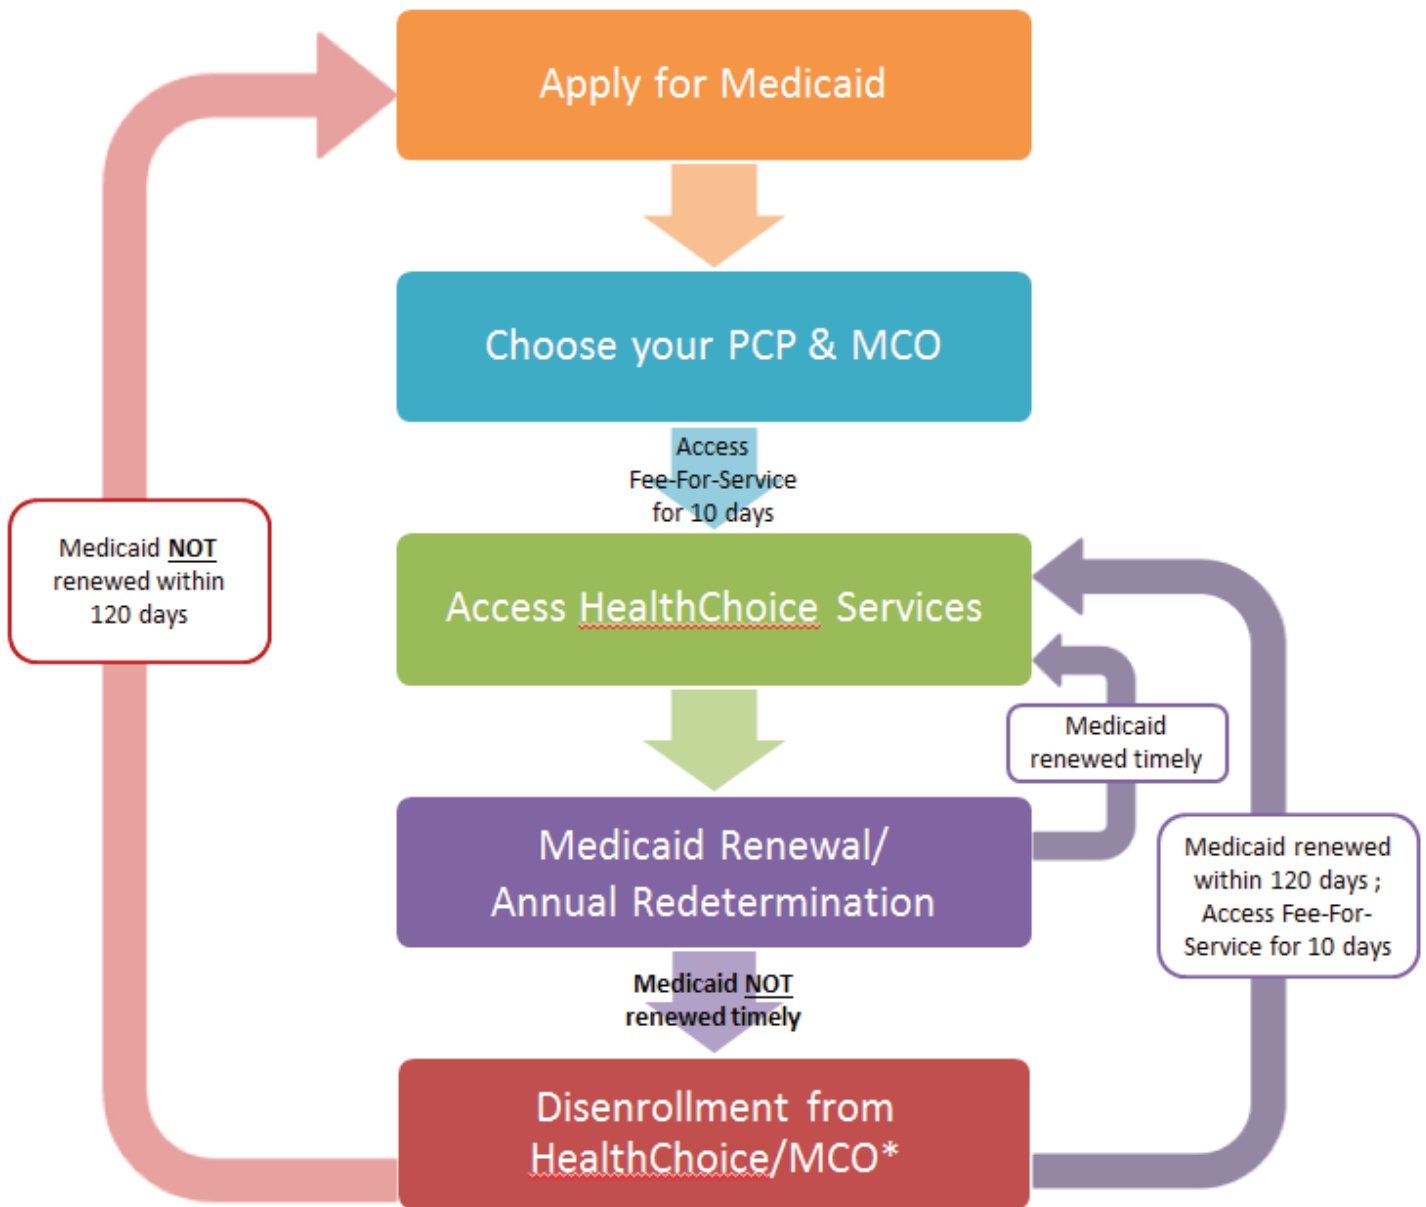 Apply for Medicaid
Choose your PCP & MCO
Access
Fee-For-Service
for 10 days
Medicaid NOT
renewed within
120 days
Access HealthChoice Services
Medicaid
renewed timely
Medicaid Renewal/
Annual Redetermination
Medicaid renewed
within 120 days ;
Access Fee-For-
Service for 10 days
Medicaid NOT
renewed timely
Disenrollment from
HealthChoice/MCO*